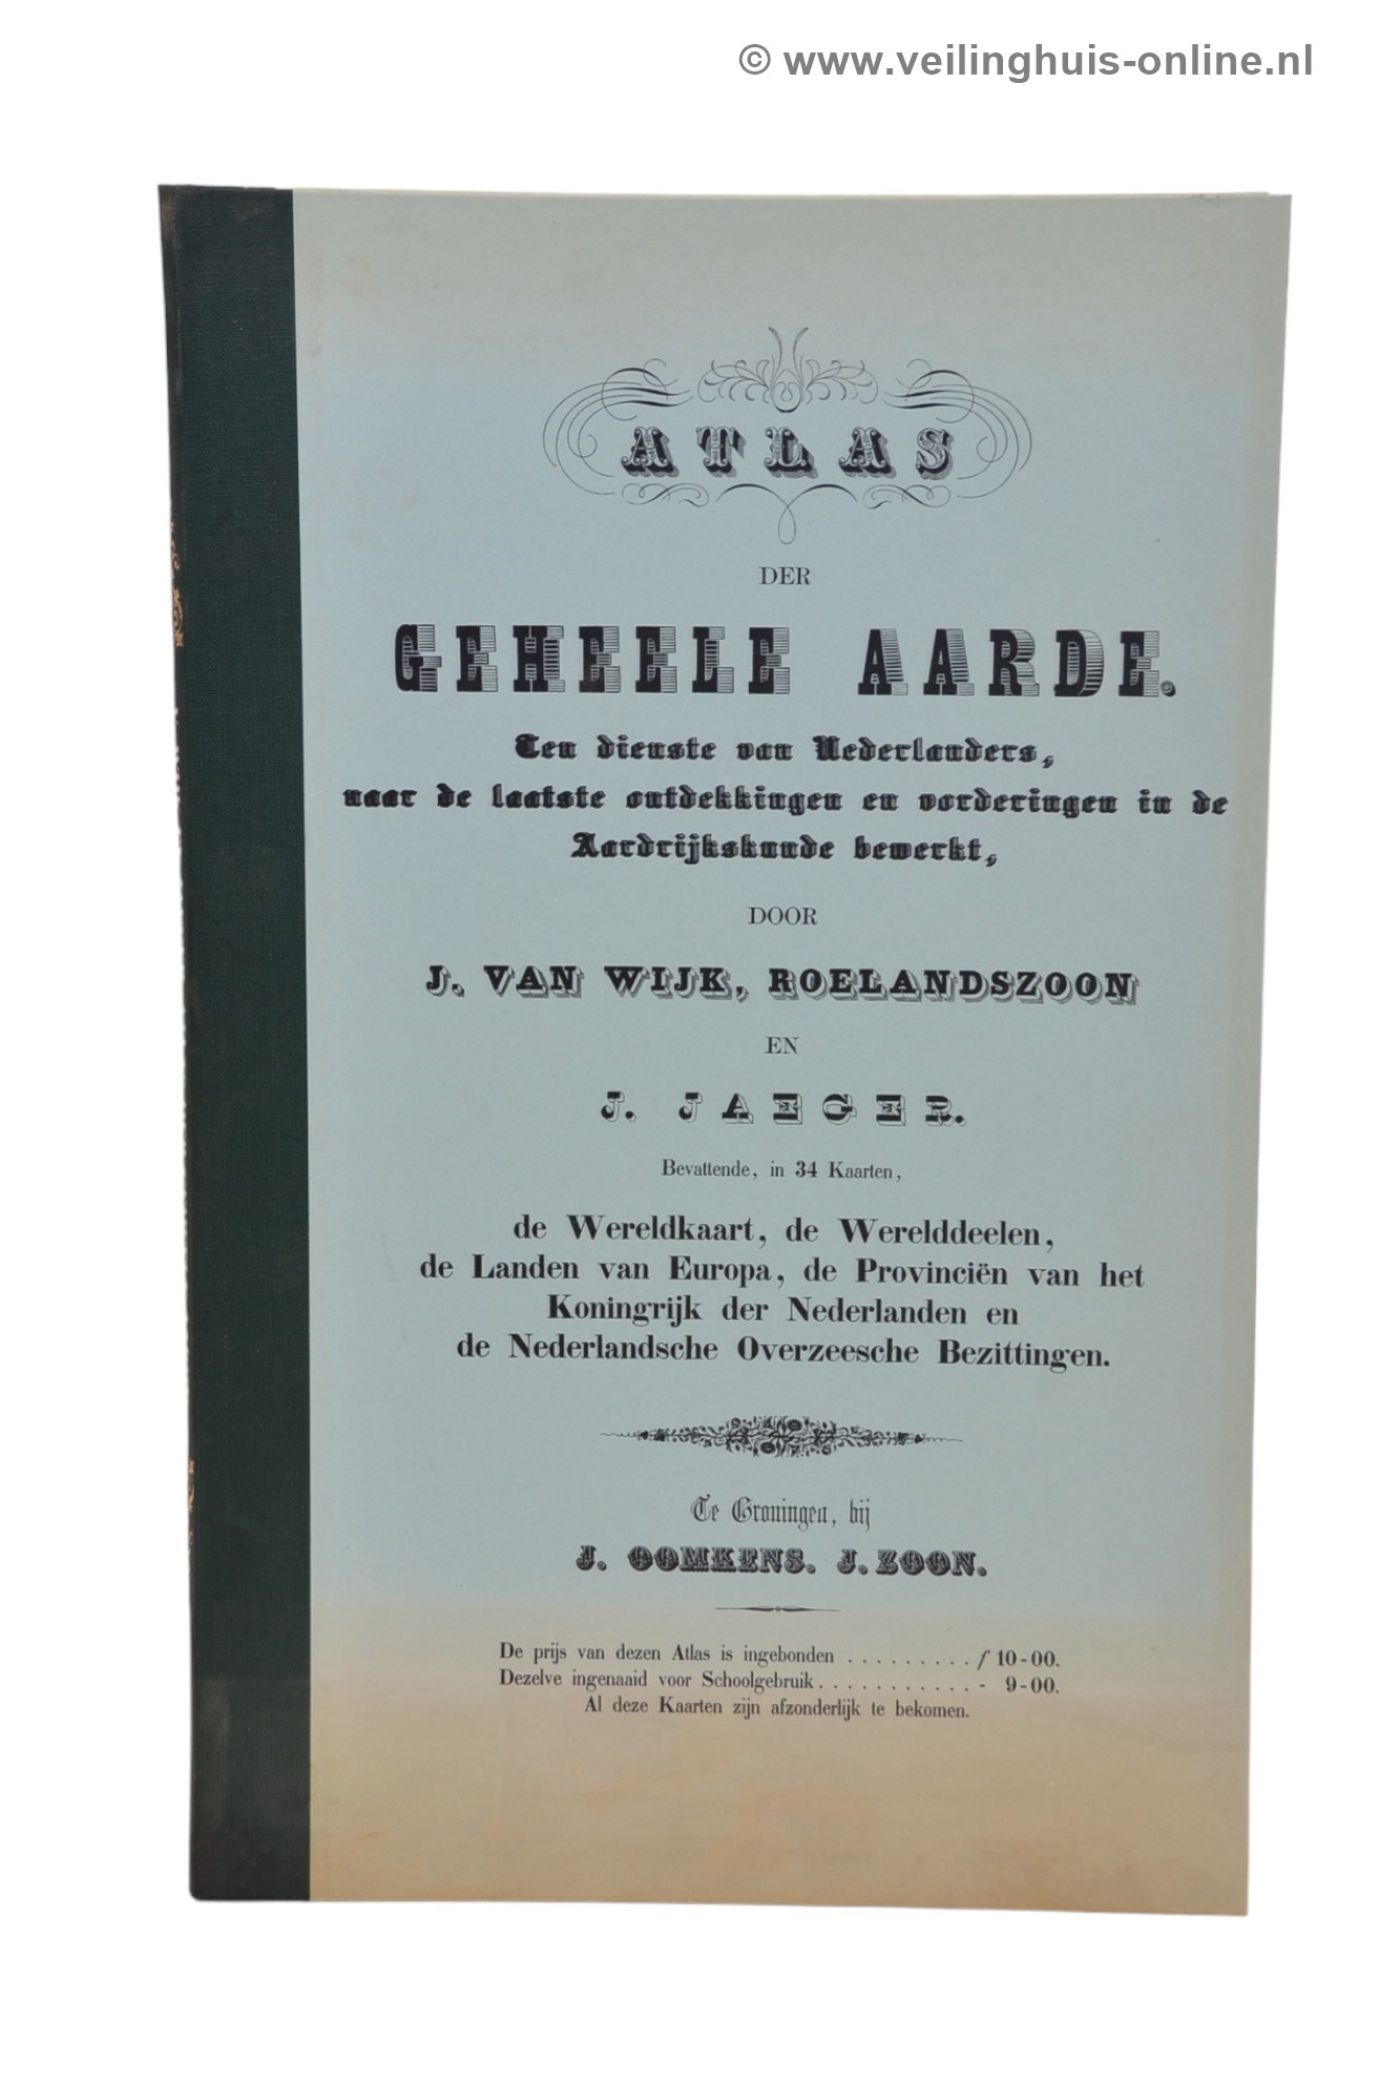 © www.veilinghuis-online.nl
ATLAS
DER
GEHEELE AARDE.
Ten dienste van Nederlanders,
naar de laatste ontdekkingen en vorderingen in de
Aardrijkskunde bewerkt,
DOOR
J. VAN WIJK, ROELANDSZOON
EN
J. JAEGER.
Bevattende, in 34 Kaarten,
de Wereldkaart, de Werelddeelen,
de Landen van Europa, de Provinciën van het
Koningrijk der Nederlanden en
de Nederlandsche Overzeesche Bezittingen.
Te Groningen, bij
J. OOMKENS. J. ZOON.
De prijs van dezen Atlas is ingebonden . . . . . . . . . f 10-00.
Dezelve ingenaaid voor Schoolgebruik. . . . . . . . . . . . - 9-00.
Al deze Kaarten zijn afzonderlijk te bekomen.